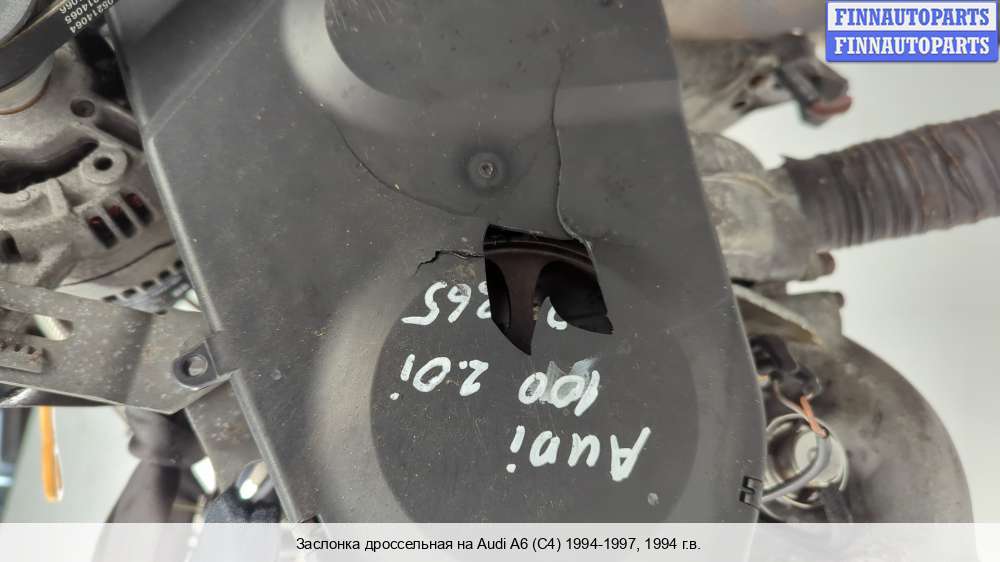 FINNAUTOPARTS
FINNAUTOPARTS
Audi
100 2.0i
265
Заслонка дроссельная на Audi A6 (C4) 1994-1997, 1994 г.в.